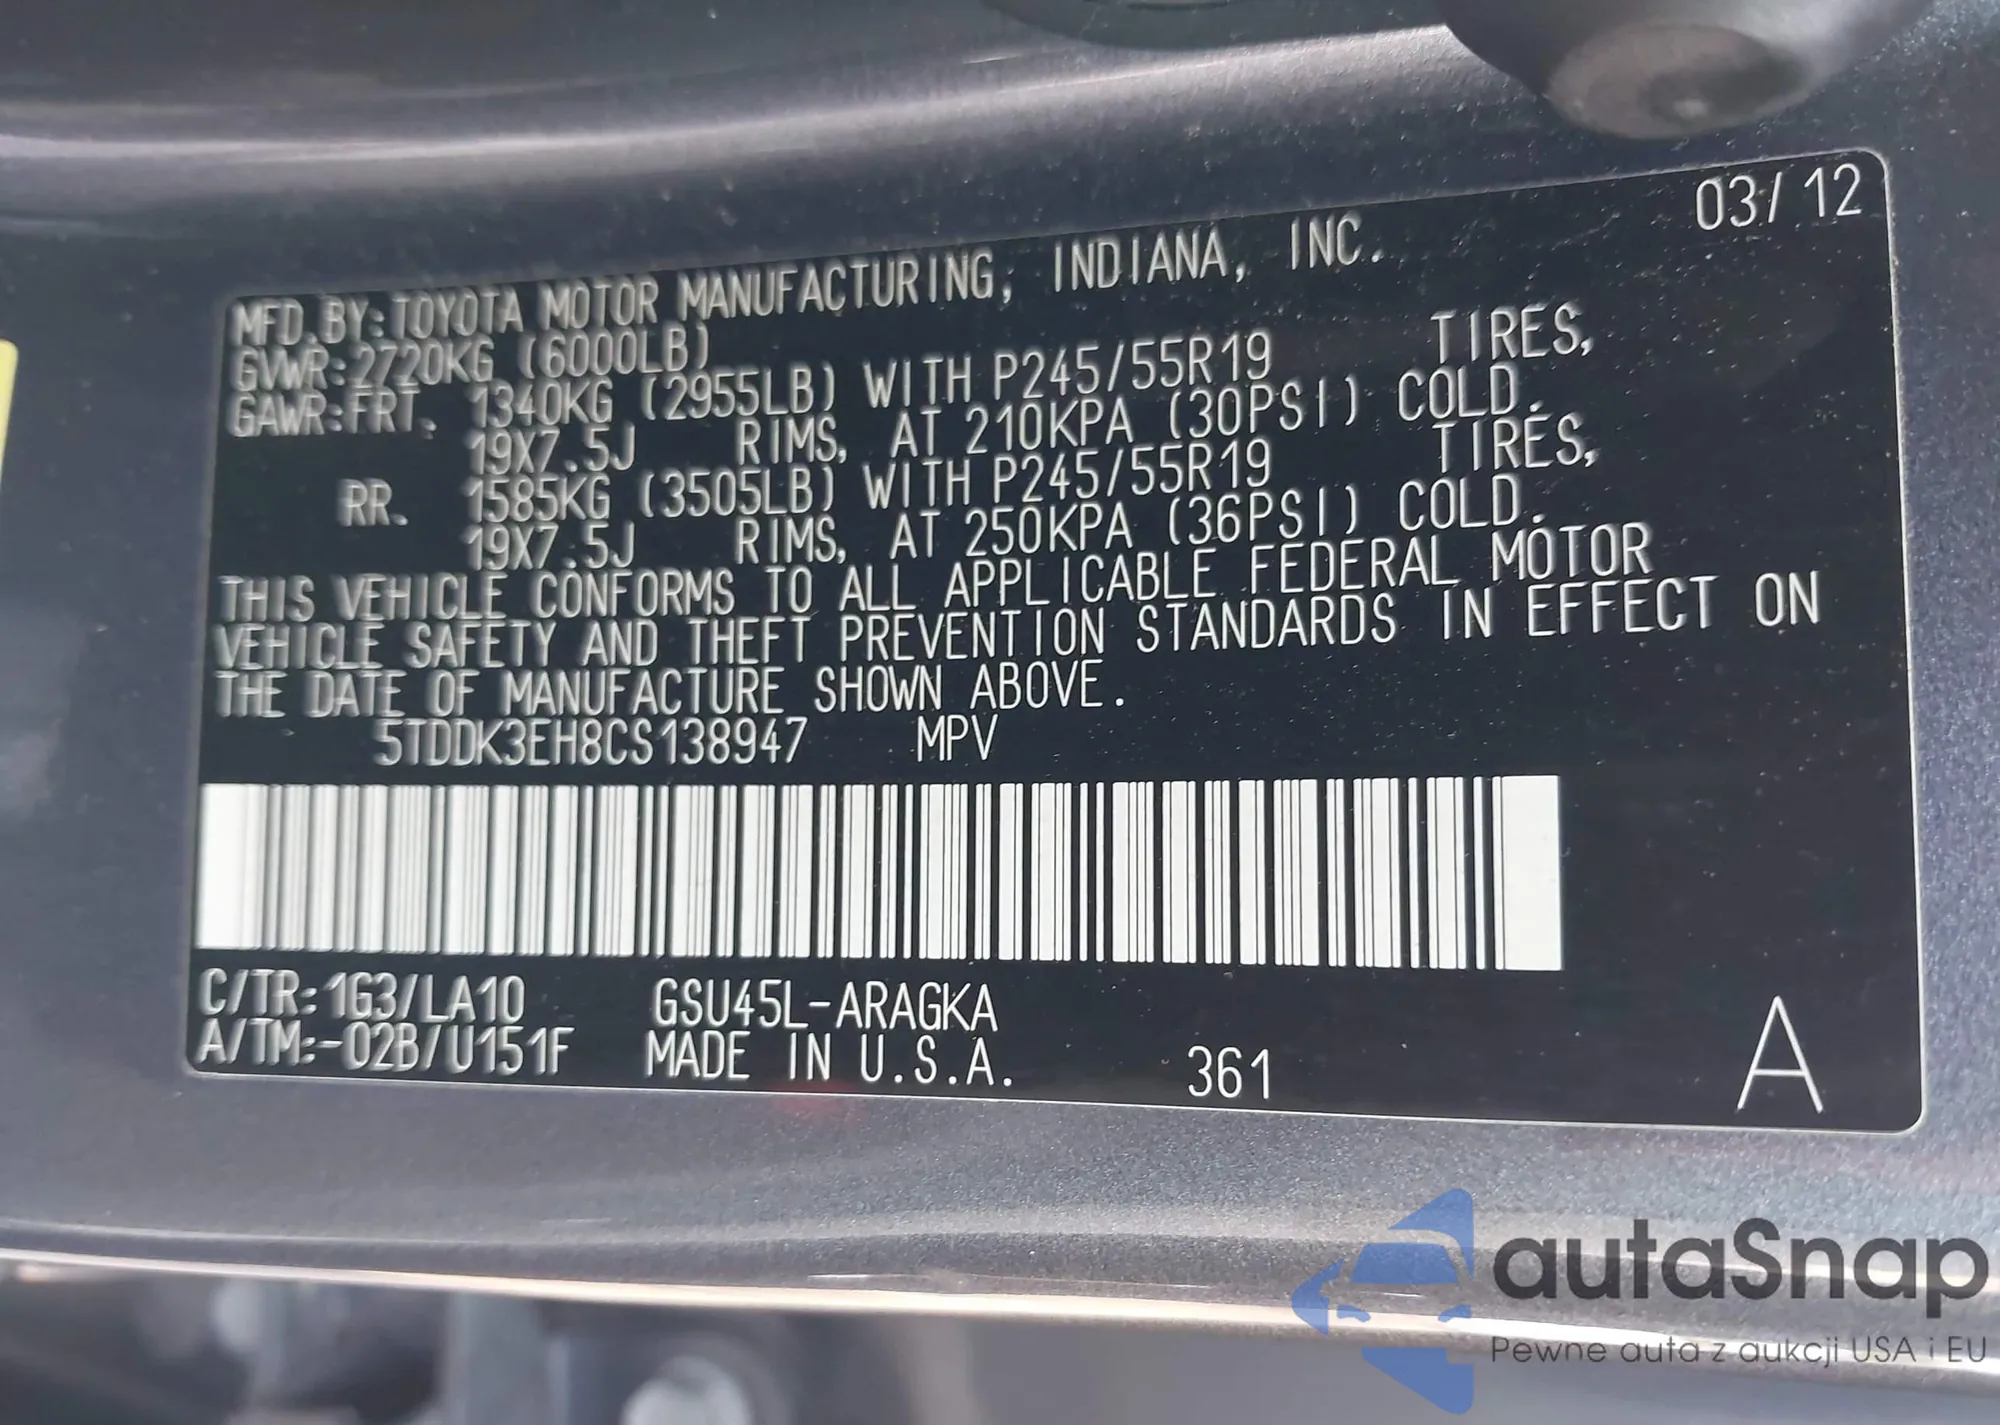 03/12
MFD.BY:TOYOTA MOTOR MANUFACTURING, INDIANA, INC.
GVWR:2720KG (6000LB)
GAWR:FRT. 1340KG (2955LB) WITH P245/55R19 TIRES,
19X7.5J RIMS, AT 210KPA (30PSI) COLD.
RR. 1585KG (3505LB) WITH P245/55R19 TIRES,
19X7.5J RIMS, AT 250KPA (36PSI) COLD.
THIS VEHICLE CONFORMS TO ALL APPLICABLE FEDERAL MOTOR
VEHICLE SAFETY AND THEFT PREVENTION STANDARDS IN EFFECT ON
THE DATE OF MANUFACTURE SHOWN ABOVE.
5TDDK3EH8CS138947 MPV
C/TR:1G3/LA10 GSU45L-ARAGKA
A/TM:-02B/U151F MADE IN U.S.A. 361 A
autaSnap
Pewne auta z aukcji USA i EU